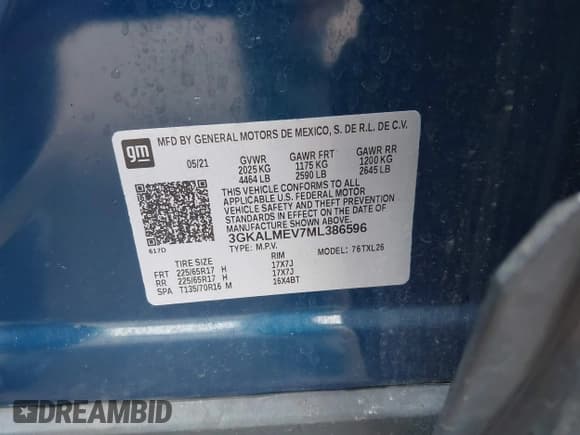 gm
MFD BY GENERAL MOTORS DE MEXICO, S. DE R.L. DE C.V.
05/21 GVWR GAWR FRT GAWR RR
2025 KG 1175 KG 1200 KG
4464 LB 2590 LB 2645 LB
THIS VEHICLE CONFORMS TO ALL
APPLICABLE U.S. FEDERAL MOTOR
VEHICLE SAFETY AND THEFT
PREVENTION STANDARDS IN EFFECT
ON THE DATE OF MANUFACTURE
SHOWN ABOVE.
3GKALMEV7ML386596
617D
TYPE: M.P.V. MODEL: 76TXL26
TIRE SIZE RIM
FRT 225/65R17 H 17X7J
RR 225/65R17 H 17X7J
SPA T135/70R16 M 16X4BT
DREAMBID